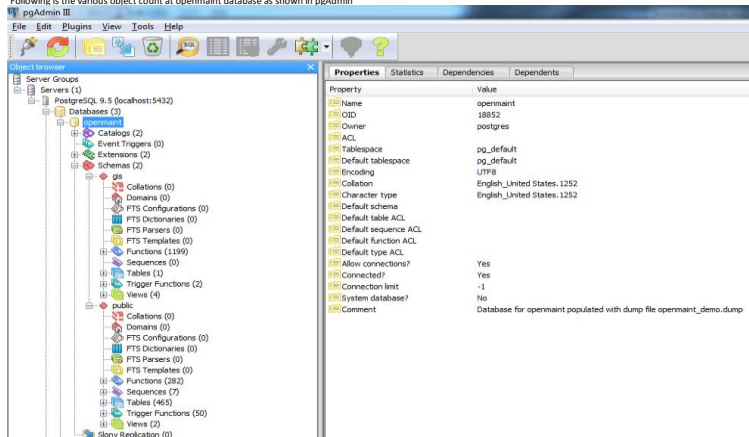 Following is the various object count at openmaint database as shown in pgAdmin
pgAdmin III
File Edit Plugins View Tools Help
SQL
Object browser
Server Groups
Servers (1)
PostgreSQL 9.5 (localhost:5432)
Databases (3)
openmaint
Catalogs (2)
Event Triggers (0)
Extensions (2)
Schemas (2)
gis
Collations (0)
Domains (0)
FTS Configurations (0)
FTS Dictionaries (0)
FTS Parsers (0)
FTS Templates (0)
Functions (1199)
Sequences (0)
Tables (1)
Trigger Functions (2)
Views (4)
public
Collations (0)
Domains (0)
FTS Configurations (0)
FTS Dictionaries (0)
FTS Parsers (0)
FTS Templates (0)
Functions (282)
Sequences (7)
Tables (465)
Trigger Functions (50)
Views (2)
Slony Replication (0)
Properties Statistics Dependencies Dependents
Property Value
Name openmaint
OID 18852
Owner postgres
ACL
Tablespace pg_default
Default tablespace pg_default
Encoding UTF8
Collation English_United States.1252
Character type English_United States.1252
Default schema
Default table ACL
Default sequence ACL
Default function ACL
Default type ACL
Allow connections? Yes
Connected? Yes
Connection limit -1
System database? No
Comment Database for openmaint populated with dump file openmaint_demo.dump